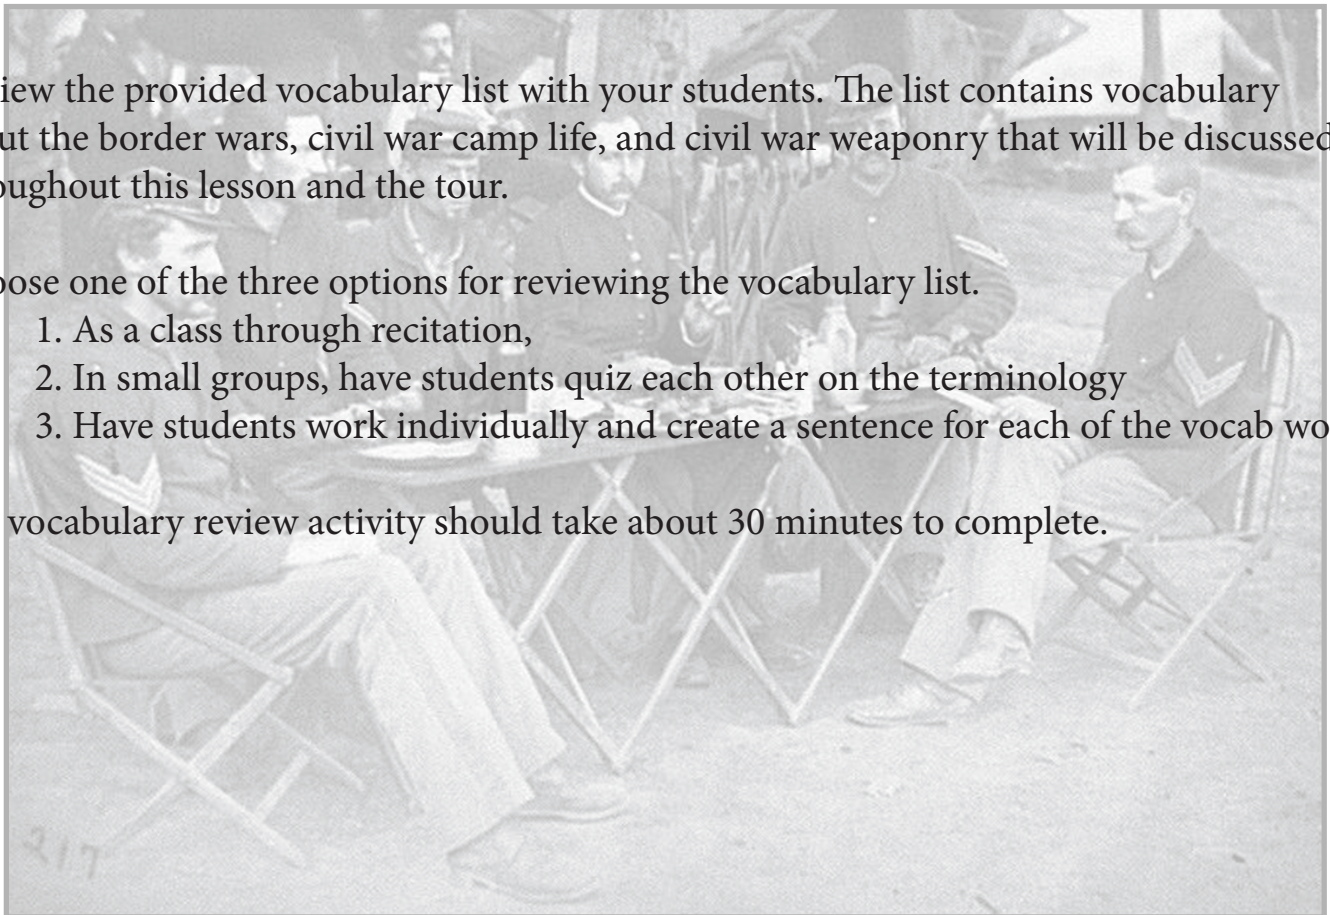 iew the provided vocabulary list with your students. The list contains vocabulary
ut the border wars, civil war camp life, and civil war weaponry that will be discussed
oughout this lesson and the tour.
oose one of the three options for reviewing the vocabulary list.
1. As a class through recitation,
2. In small groups, have students quiz each other on the terminology
3. Have students work individually and create a sentence for each of the vocab wo
vocabulary review activity should take about 30 minutes to complete.
217